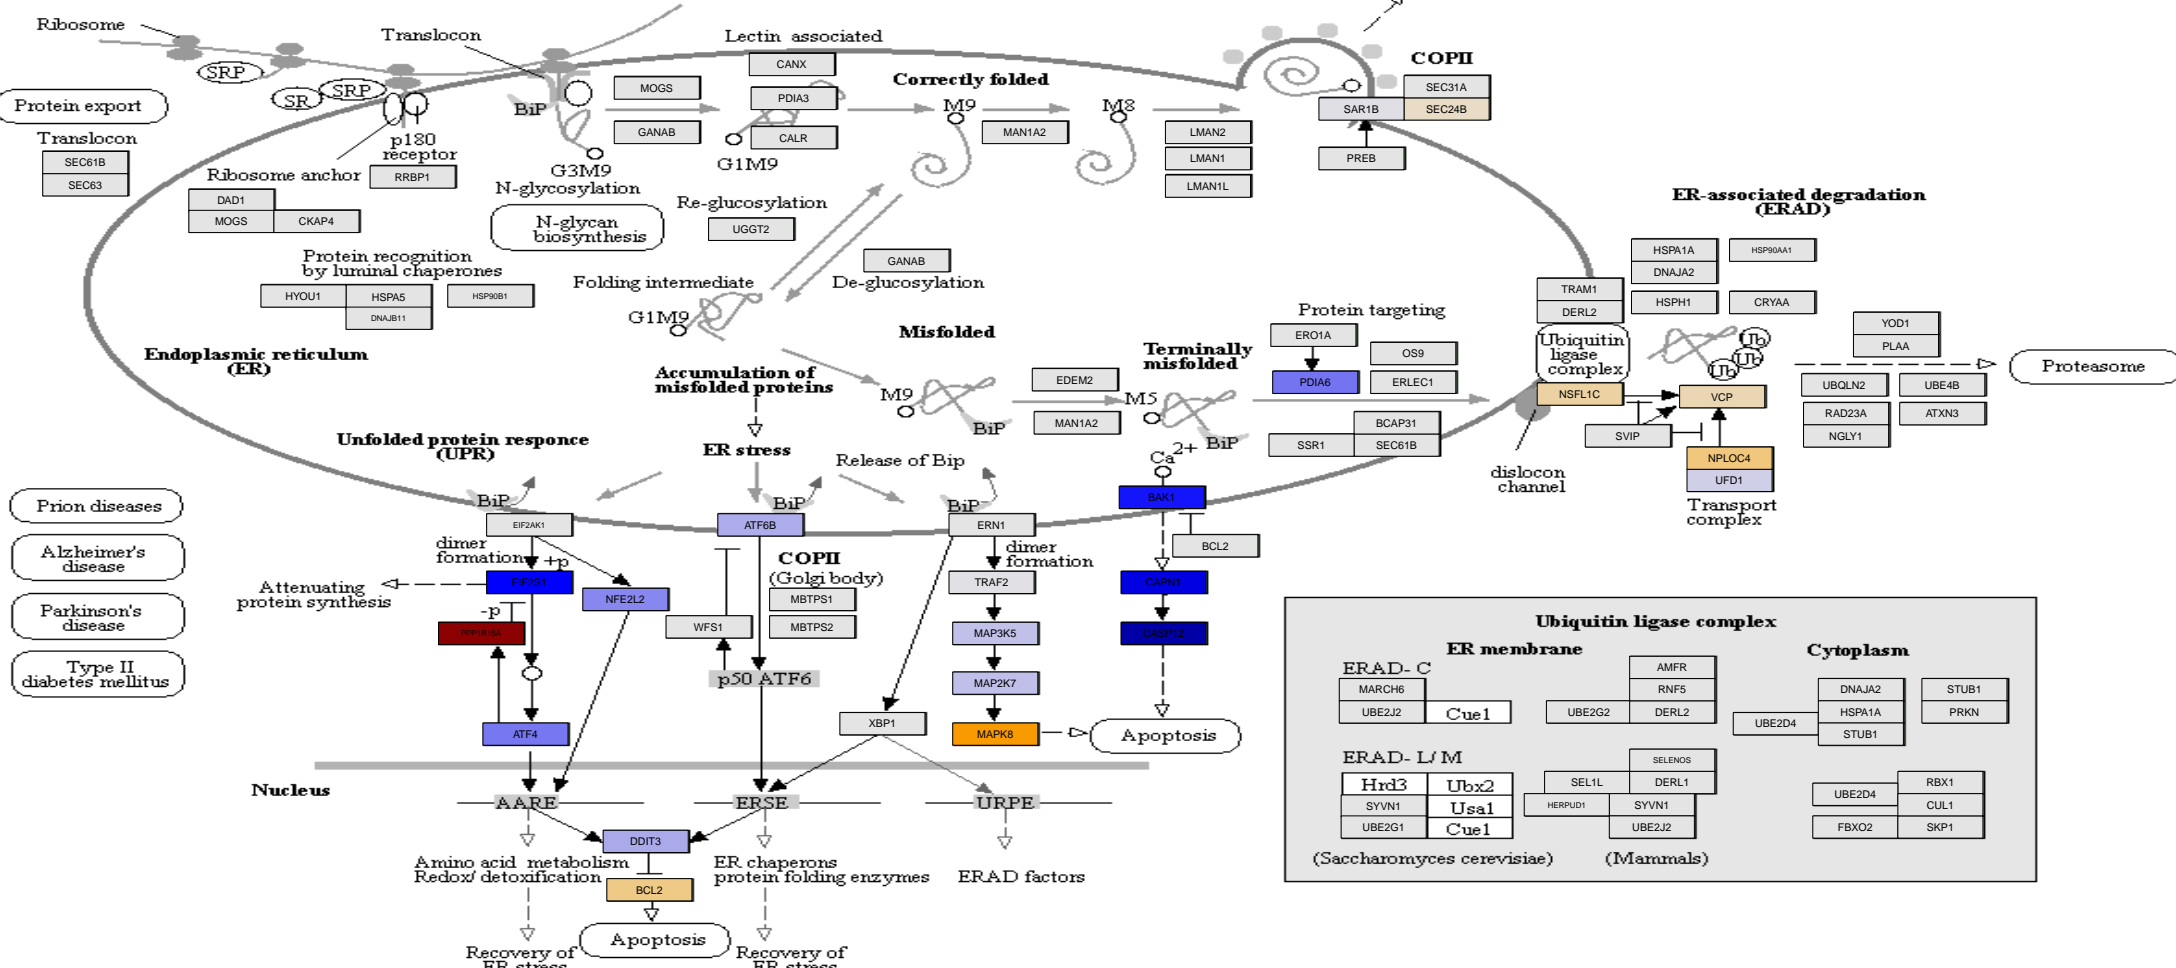 Ribosome
Translocon
Lectin associated
CANX
COPII
SRP
SRP
SR
MOGS
Correctly folded
SEC31A
Protein export
BiP
PDIA3
M9
M8
SAR1B
SEC24B
Translocon
p180
receptor
GANAB
CALR
MAN1A2
LMAN2
SEC61B
G1M9
LMAN1
PREB
SEC63
Ribosome anchor
RRBP1
G3M9
N-glycosylation
LMAN1L
DAD1
Re-glucosylation
ER-associated degradation
(ERAD)
MOGS
CKAP4
N-glycan
biosynthesis
UGGT2
Protein recognition
by luminal chaperones
GANAB
De-glucosylation
HSPA1A
HSP90AA1
DNAJA2
HYOU1
HSPA5
HSP90B1
DNAJB11
Folding intermediate
TRAM1
DERL2
HSPH1
CRYAA
G1M9
Protein targeting
Misfolded
ERO1A
YOD1
PLAA
Endoplasmic reticulum
(ER)
Terminally
misfolded
OS9
Ubiquitin
ligase
complex
Ub
Ub
Ub
Proteasome
Accumulation of
misfolded proteins
EDEM2
PDIA6
ERLEC1
UBQLN2
UBE4B
M9
M5
NSFL1C
VCP
MAN1A2
BCAP31
RAD23A
ATXN3
BiP
BiP
SSR1
SEC61B
SVIP
NGLY1
Unfolded protein responce
(UPR)
ER stress
Release of Bip
Ca2+
NPLOC4
dislocon
channel
UFD1
Transport
complex
Prion diseases
BiP
BiP
BiP
BAK1
EIF2AK1
ATF6B
ERN1
BCL2
Alzheimer's
disease
dimer
formation
+p
COPII
(Golgi body)
dimer
formation
Attenuating
protein synthesis
EIF2S1
NFE2L2
MBTPS1
TRAF2
CAPN1
Parkinson's
disease
-p
PPP1R15A
WFS1
MBTPS2
MAP3K5
CASP12
Type II
diabetes mellitus
p50 ATF6
MAP2K7
ATF4
XBP1
MAPK8
Apoptosis
Nucleus
AARE
ERSE
URPE
DDIT3
Amino acid metabolism
Redox/ detoxification
ER chaperons
protein folding enzymes
ERAD factors
BCL2
Apoptosis
Recovery of
ER stress
Recovery of
ER stress
Ubiquitin ligase complex
ER membrane
Cytoplasm
ERAD- C
AMFR
MARCH6
RNF5
DNAJA2
STUB1
UBE2J2
Cue1
UBE2G2
DERL2
UBE2D4
HSPA1A
PRKN
STUB1
ERAD- L/ M
SELENOS
Hrd3
Ubx2
SEL1L
DERL1
RBX1
SYVN1
Usa1
HERPUD1
SYVN1
UBE2D4
CUL1
UBE2G1
Cue1
UBE2J2
FBXO2
SKP1
(Saccharomyces cerevisiae)
(Mammals)